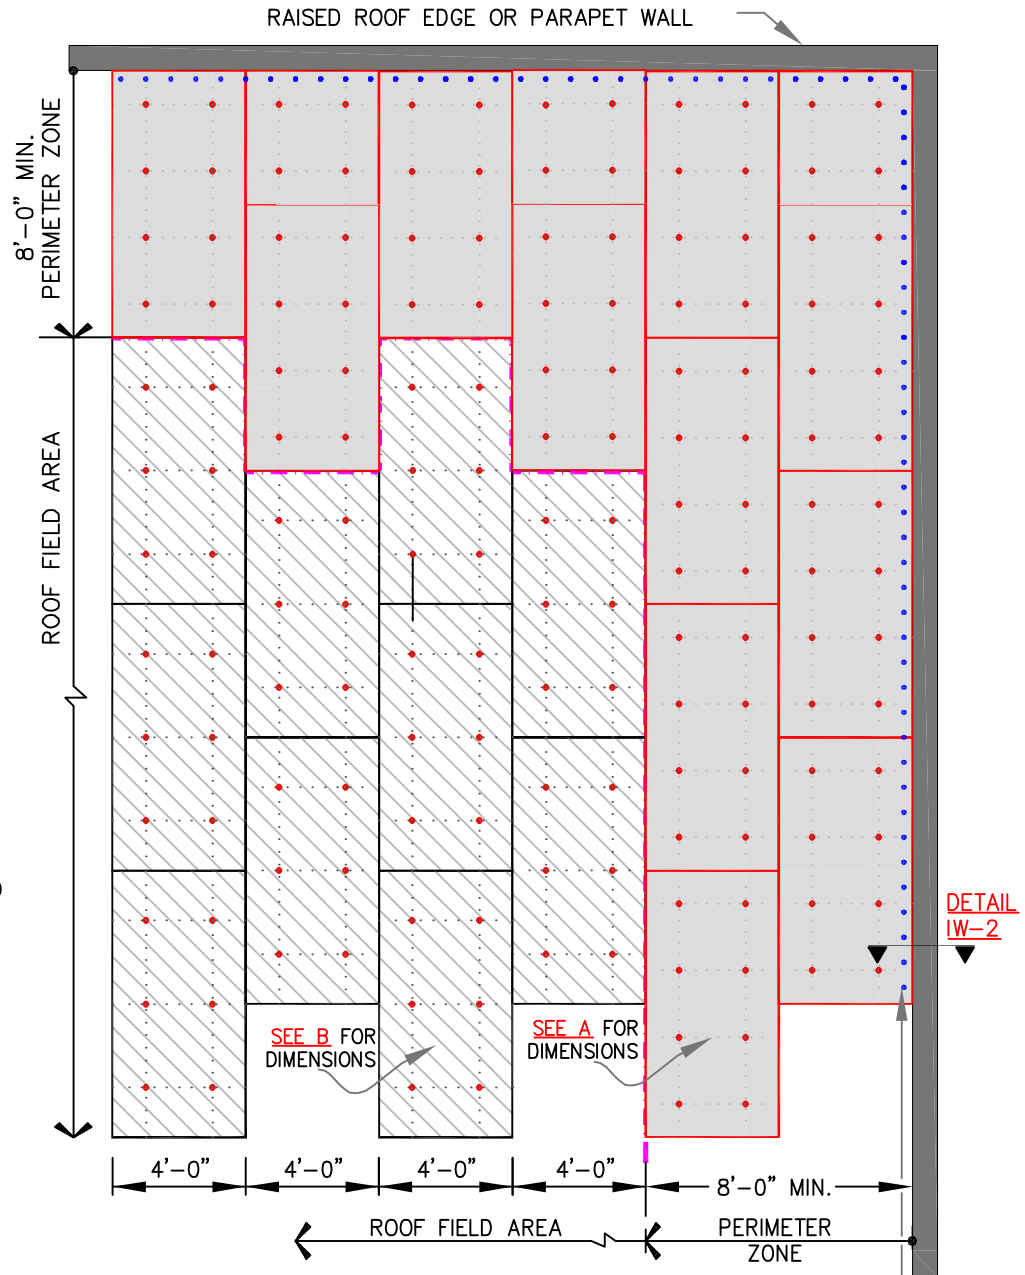 RAISED ROOF EDGE OR PARAPET WALL
8'-0" MIN.
PERIMETER ZONE
ROOF FIELD AREA
DETAIL
IW-2
SEE B FOR
DIMENSIONS
SEE A FOR
DIMENSIONS
4'-0" 4'-0" 4'-0" 4'-0" 8'-0" MIN.
ROOF FIELD AREA
PERIMETER
ZONE